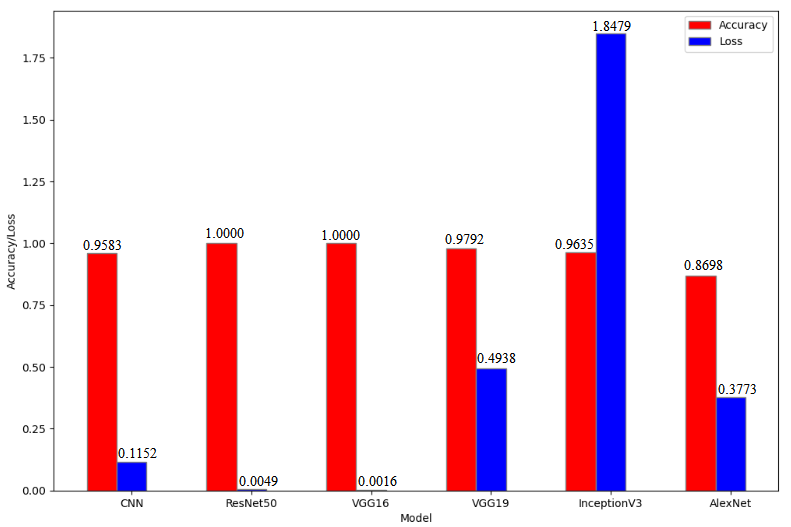 1.8479
Accuracy
Loss
1.75
1.50
1.25
1.00
0.75
0.50
0.25
0.00
Accuracy/Loss
0.9583
1.0000
1.0000
0.9792
0.9635
0.8698
0.1152
0.0049
0.0016
0.4938
0.3773
CNN
ResNet50
VGG16
VGG19
InceptionV3
AlexNet
Model